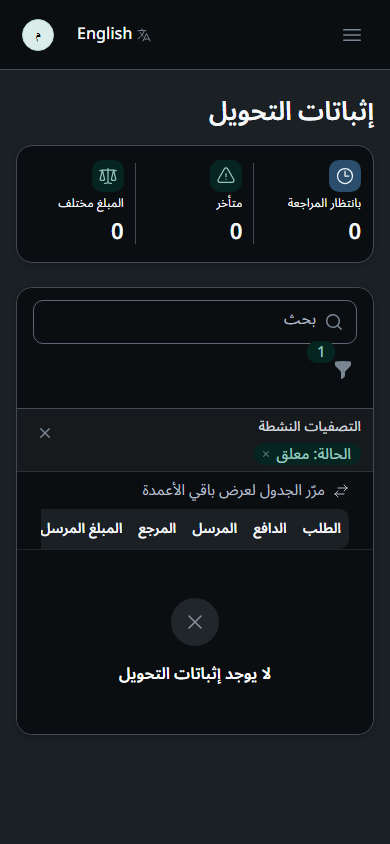 English
م
إثباتات التحويل
بانتظار المراجعة
0
متأخر
0
المبلغ مختلف
0
بحث
1
التصفيات النشطة
الحالة: معلق ×
مرّر الجدول لعرض باقي الأعمدة
الطلب الدافع المرسل المرجع المبلغ المرسل
لا يوجد إثباتات التحويل